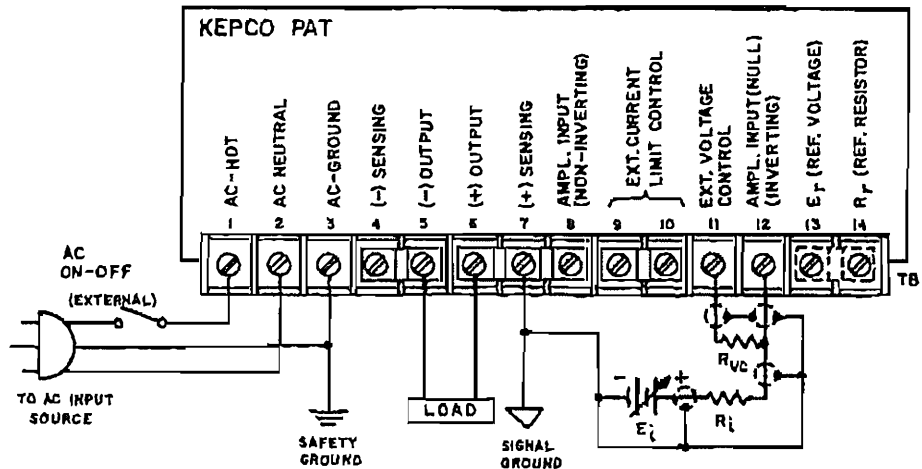 KEPCO PAT
AC-HOT
AC NEUTRAL
AC-GROUND
(-) SENSING
(-) OUTPUT
(+) OUTPUT
(+) SENSING
AMPL. INPUT
(NON-INVERTING)
EXT. CURRENT
LIMIT CONTROL
EXT. VOLTAGE
CONTROL
AMPL. INPUT (NULL)
(INVERTING)
Er (REF. VOLTAGE)
Rr (REF. RESISTOR)
1 2 3 4 5 6 7 8 9 10 11 12 13 14
TB
AC
ON-OFF
(EXTERNAL)
TO AC INPUT
SOURCE
SAFETY
GROUND
LOAD
SIGNAL
GROUND
- +
Ei
Ri
RVC